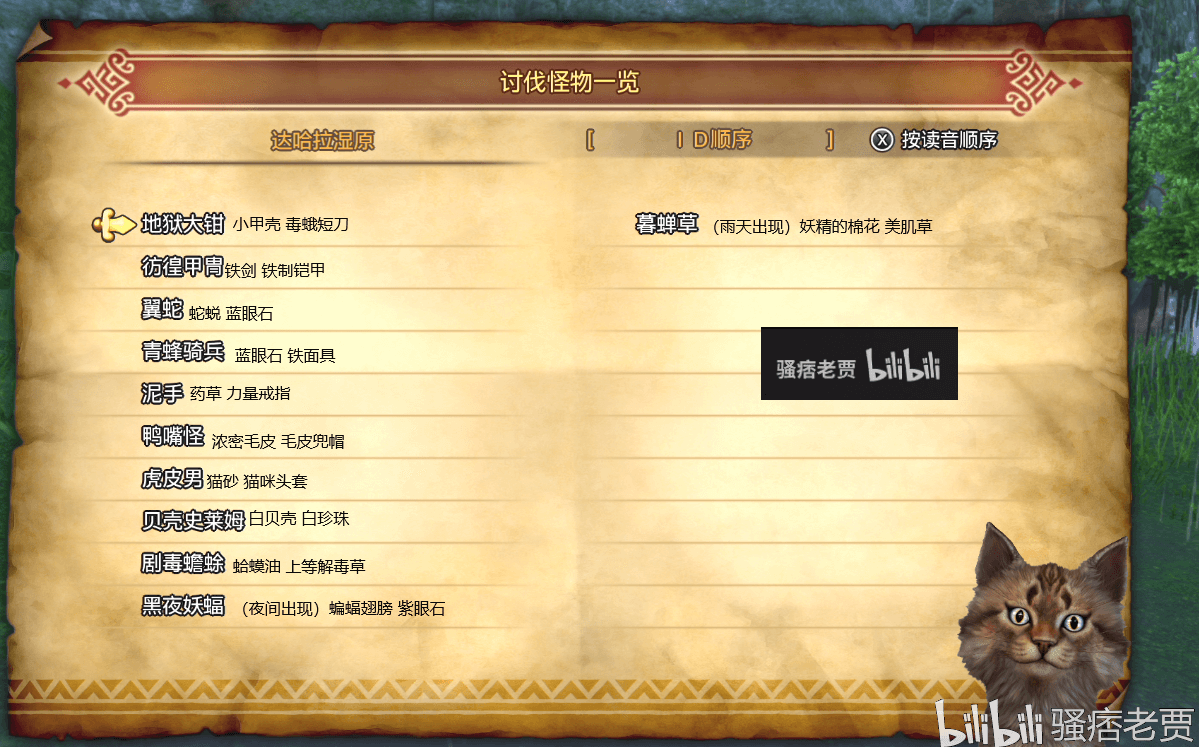 讨伐怪物一览
达哈拉湿原 [ ID顺序 ] X 按读音顺序
地狱大钳 小甲壳 毒蛾短刀
彷徨甲胄 铁剑 铁制铠甲
翼蛇 蛇蜕 蓝眼石
青蜂骑兵 蓝眼石 铁面具
泥手 药草 力量戒指
鸭嘴怪 浓密毛皮 毛皮兜帽
虎皮男 猫砂 猫咪头套
贝壳史莱姆 白贝壳 白珍珠
剧毒蟾蜍 蛤蟆油 上等解毒草
黑夜妖蝠 （夜间出现）蝙蝠翅膀 紫眼石
暮蝉草 （雨天出现）妖精的棉花 美肌草
骚痞老贾 bilibili
bilibili 骚痞老贾